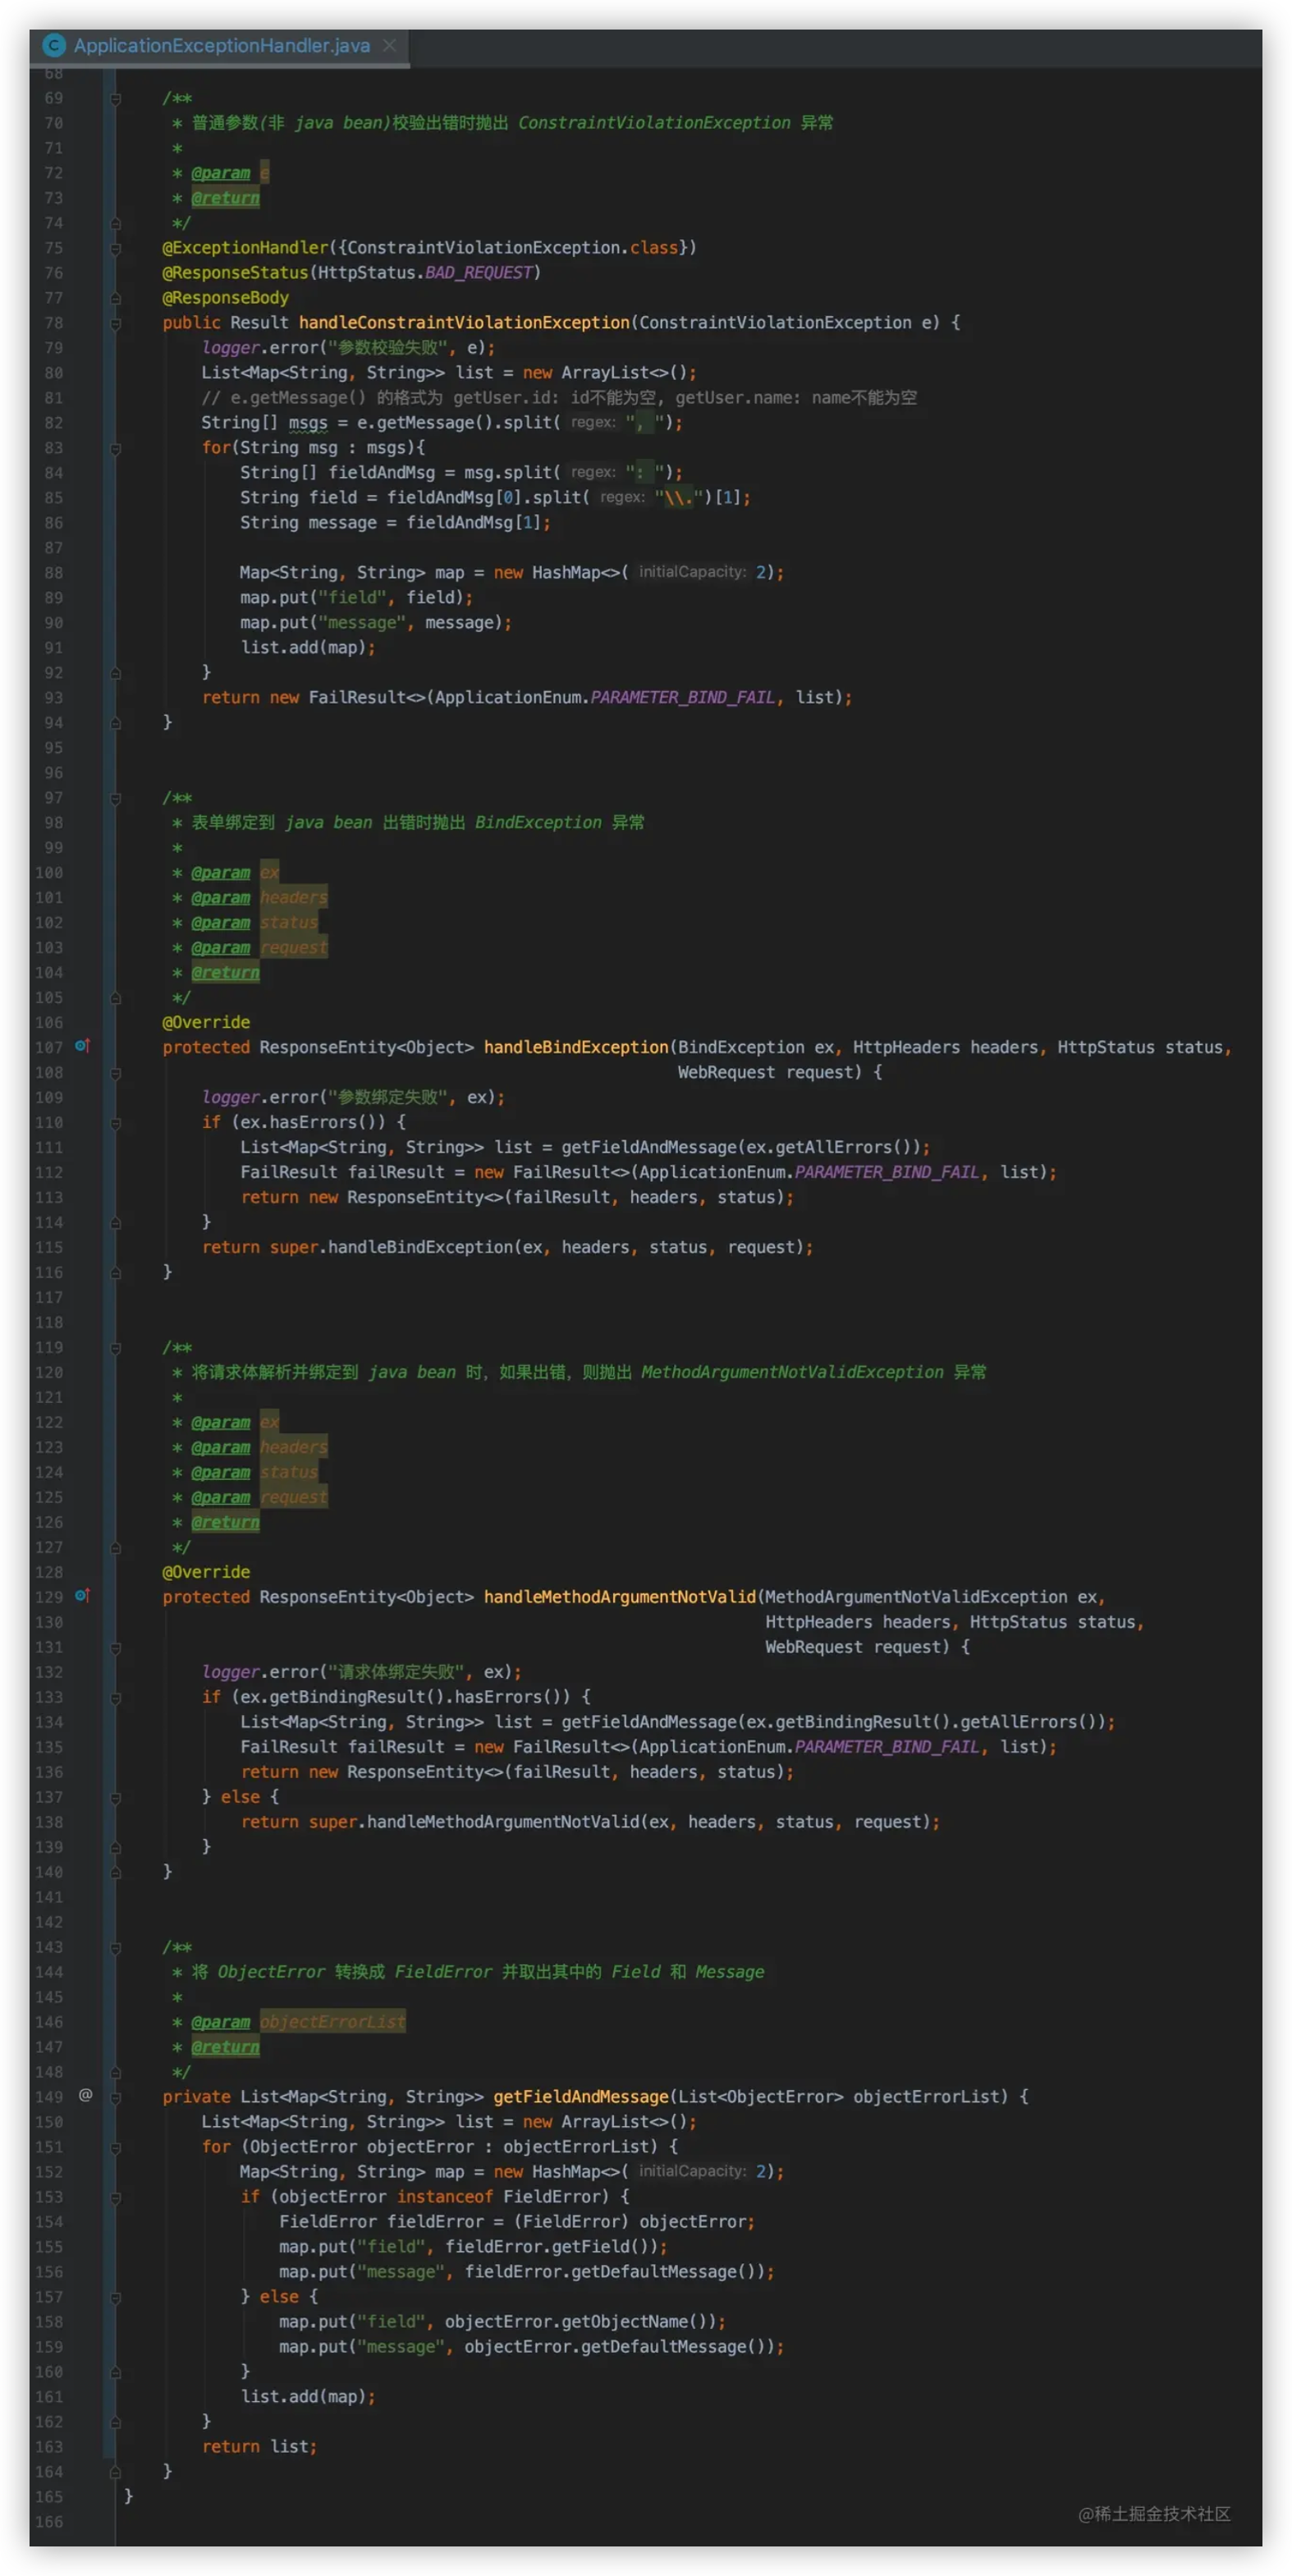 ApplicationExceptionHandler.java
68
69 /**
70 * 普通参数(非 java bean)校验出错时抛出 ConstraintViolationException 异常
71 *
72 * @param e
73 * @return
74 */
75 @ExceptionHandler({ConstraintViolationException.class})
76 @ResponseStatus(HttpStatus.BAD_REQUEST)
77 @ResponseBody
78 public Result handleConstraintViolationException(ConstraintViolationException e) {
79 logger.error("参数校验失败", e);
80 List<Map<String, String>> list = new ArrayList<>();
81 // e.getMessage() 的格式为 getUser.id: id不能为空, getUser.name: name不能为空
82 String[] msgs = e.getMessage().split( regex: ", ");
83 for(String msg : msgs){
84 String[] fieldAndMsg = msg.split( regex: ": ");
85 String field = fieldAndMsg[0].split( regex: "\\.")[1];
86 String message = fieldAndMsg[1];
87
88 Map<String, String> map = new HashMap<>( initialCapacity: 2);
89 map.put("field", field);
90 map.put("message", message);
91 list.add(map);
92 }
93 return new FailResult<>(ApplicationEnum.PARAMETER_BIND_FAIL, list);
94 }
95
96
97 /**
98 * 表单绑定到 java bean 出错时抛出 BindException 异常
99 *
100 * @param ex
101 * @param headers
102 * @param status
103 * @param request
104 * @return
105 */
106 @Override
107 protected ResponseEntity<Object> handleBindException(BindException ex, HttpHeaders headers, HttpStatus status,
108 WebRequest request) {
109 logger.error("参数绑定失败", ex);
110 if (ex.hasErrors()) {
111 List<Map<String, String>> list = getFieldAndMessage(ex.getAllErrors());
112 FailResult failResult = new FailResult<>(ApplicationEnum.PARAMETER_BIND_FAIL, list);
113 return new ResponseEntity<>(failResult, headers, status);
114 }
115 return super.handleBindException(ex, headers, status, request);
116 }
117
118
119 /**
120 * 将请求体解析并绑定到 java bean 时，如果出错，则抛出 MethodArgumentNotValidException 异常
121 *
122 * @param ex
123 * @param headers
124 * @param status
125 * @param request
126 * @return
127 */
128 @Override
129 protected ResponseEntity<Object> handleMethodArgumentNotValid(MethodArgumentNotValidException ex,
130 HttpHeaders headers, HttpStatus status,
131 WebRequest request) {
132 logger.error("请求体绑定失败", ex);
133 if (ex.getBindingResult().hasErrors()) {
134 List<Map<String, String>> list = getFieldAndMessage(ex.getBindingResult().getAllErrors());
135 FailResult failResult = new FailResult<>(ApplicationEnum.PARAMETER_BIND_FAIL, list);
136 return new ResponseEntity<>(failResult, headers, status);
137 } else {
138 return super.handleMethodArgumentNotValid(ex, headers, status, request);
139 }
140 }
141
142
143 /**
144 * 将 ObjectError 转换成 FieldError 并取出其中的 Field 和 Message
145 *
146 * @param objectErrorList
147 * @return
148 */
149 @ private List<Map<String, String>> getFieldAndMessage(List<ObjectError> objectErrorList) {
150 List<Map<String, String>> list = new ArrayList<>();
151 for (ObjectError objectError : objectErrorList) {
152 Map<String, String> map = new HashMap<>( initialCapacity: 2);
153 if (objectError instanceof FieldError) {
154 FieldError fieldError = (FieldError) objectError;
155 map.put("field", fieldError.getField());
156 map.put("message", fieldError.getDefaultMessage());
157 } else {
158 map.put("field", objectError.getObjectName());
159 map.put("message", objectError.getDefaultMessage());
160 }
161 list.add(map);
162 }
163 return list;
164 }
165 }
166
@稀土掘金技术社区